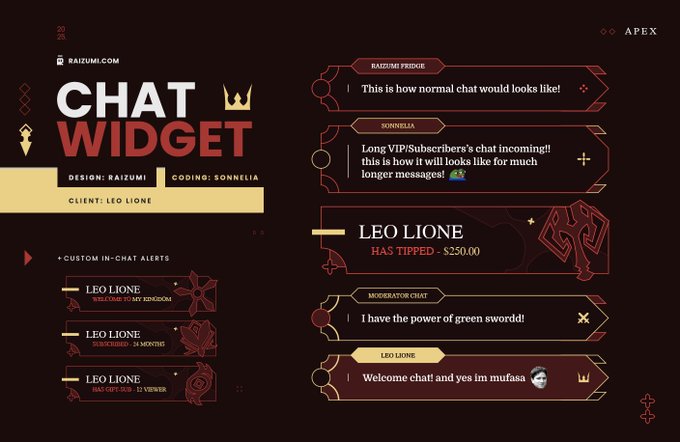 20
25.
RAIZUMI.COM
CHAT
WIDGET
DESIGN: RAIZUMI
CODING: SONNELIA
CLIENT: LEO LIONE
+CUSTOM IN-CHAT ALERTS
LEO LIONE
WELCOME TO MY KINGDOM
LEO LIONE
SUBSCRIBED - 24 MONTHS
LEO LIONE
HAS GIFT-SUB - 12 VIEWER
APEX
RAIZUMI FRIDGE
This is how normal chat would looks like!
SONNELIA
Long VIP/Subscribers's chat incoming!!
this is how it will looks like for much
longer messages!
LEO LIONE
HAS TIPPED - $250.00
MODERATOR CHAT
I have the power of green swordd!
LEO LIONE
Welcome chat! and yes im mufasa